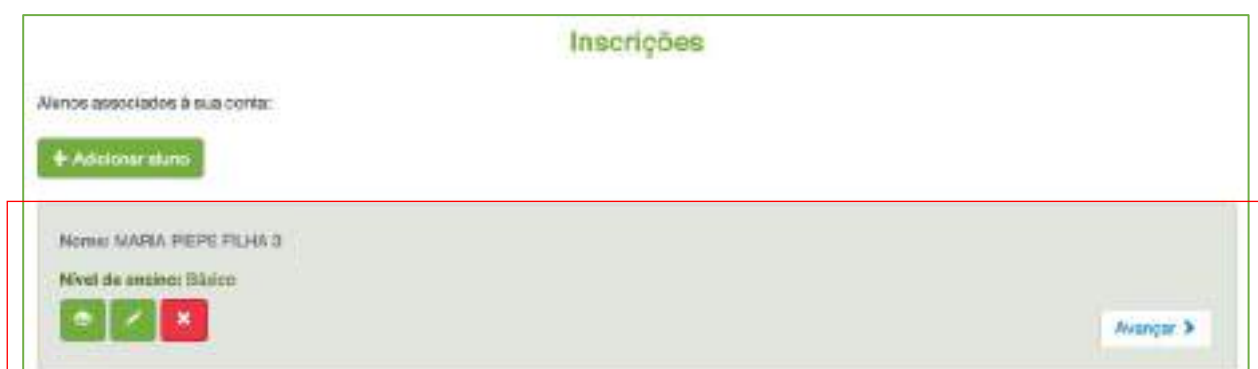 Inscrições
Alunos associados à sua conta:
+ Adicionar aluno
Nome: MARIA PIEPE FILHA 3
Nível de ensino: Básico
Avançar >